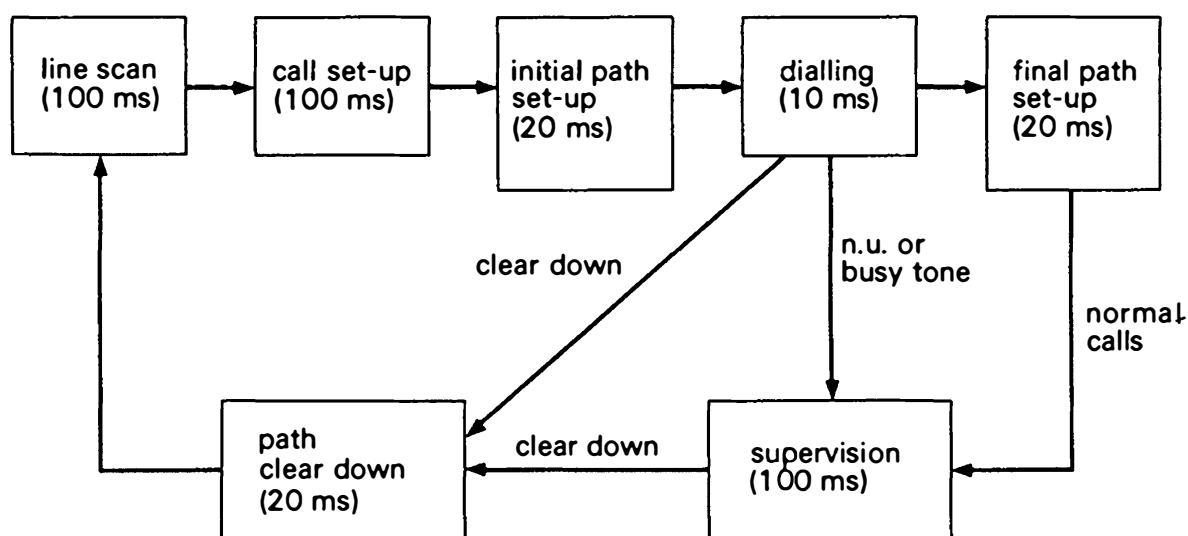 line scan
(100 ms)
call set-up
(100 ms)
initial path
set-up
(20 ms)
dialling
(10 ms)
final path
set-up
(20 ms)
clear down
n.u. or
busy tone
normal
calls
path
clear down
(20 ms)
clear down
supervision
(100 ms)